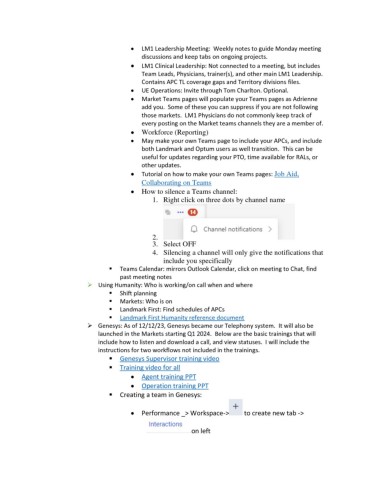 • LM1 Leadership Meeting: Weekly notes to guide Monday meeting
discussions and keep tabs on ongoing projects.
• LM1 Clinical Leadership: Not connected to a meeting, but includes
Team Leads, Physicians, trainer(s), and other main LM1 Leadership.
Contains APC TL coverage gaps and Territory divisions files.
• UE Operations: Invite through Tom Charlton. Optional.
• Market Teams pages will populate your Teams pages as Adrienne
add you. Some of these you can suppress if you are not following
those markets. LM1 Physicians do not commonly keep track of
every posting on the Market teams channels they are a member of.
• Workforce (Reporting)
• May make your own Teams page to include your APCs, and include
both Landmark and Optum users as well transition. This can be
useful for updates regarding your PTO, time available for RALs, or
other updates.
• Tutorial on how to make your own Teams pages: Job Aid,
Collaborating on Teams
• How to silence a Teams channel:
1. Right click on three dots by channel name
··· 14
Channel notifications >
2.
3. Select OFF
4. Silencing a channel will only give the notifications that
include you specifically
▪ Teams Calendar: mirrors Outlook Calendar, click on meeting to Chat, find
past meeting notes
➢ Using Humanity: Who is working/on call when and where
▪ Shift planning
▪ Markets: Who is on
▪ Landmark First: Find schedules of APCs
▪ Landmark First Humanity reference document
➢ Genesys: As of 12/12/23, Genesys became our Telephony system. It will also be
launched in the Markets starting Q1 2024. Below are the basic trainings that will
include how to listen and download a call, and view statuses. I will include the
instructions for two workflows not included in the trainings.
▪ Genesys Supervisor training video
▪ Training video for all
• Agent training PPT
• Operation training PPT
▪ Creating a team in Genesys:
• Performance _> Workspace-> + to create new tab ->
Interactions on left